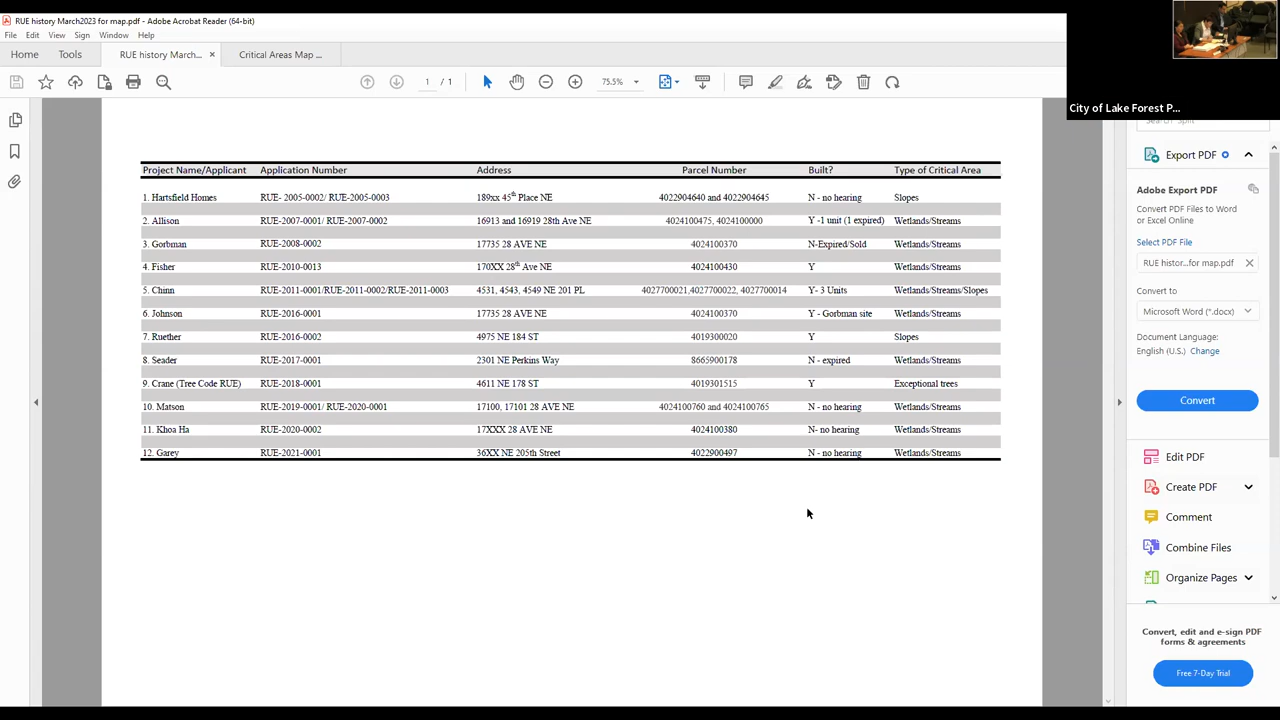 RUE history March2023 for map.pdf - Adobe Acrobat Reader (64-bit)
File Edit View Sign Window Help
Home Tools RUE history March... × Critical Areas Map ...
1 / 1 75.5%
City of Lake Forest P...
Export PDF
Adobe Export PDF
Convert PDF Files to Word
or Excel Online
Select PDF File
RUE histor...for map.pdf
Convert to
Microsoft Word (*.docx)
Document Language:
English (U.S.) Change
Convert
Edit PDF
Create PDF
Comment
Combine Files
Organize Pages
Convert, edit and e-sign PDF
forms & agreements
Free 7-Day Trial
Project Name/Applicant Application Number Address Parcel Number Built? Type of Critical Area
1. Hartsfield Homes RUE- 2005-0002/ RUE-2005-0003 189xx 45th Place NE 4022904640 and 4022904645 N - no hearing Slopes
2. Allison RUE-2007-0001/ RUE-2007-0002 16913 and 16919 28th Ave NE 4024100475, 4024100000 Y -1 unit (1 expired) Wetlands/Streams
3. Gorbman RUE-2008-0002 17735 28 AVE NE 4024100370 N-Expired/Sold Wetlands/Streams
4. Fisher RUE-2010-0013 170XX 28th Ave NE 4024100430 Y Wetlands/Streams
5. Chinn RUE-2011-0001/RUE-2011-0002/RUE-2011-0003 4531, 4543, 4549 NE 201 PL 4027700021,4027700022, 4027700014 Y- 3 Units Wetlands/Streams/Slopes
6. Johnson RUE-2016-0001 17735 28 AVE NE 4024100370 Y - Gorbman site Wetlands/Streams
7. Ruether RUE-2016-0002 4975 NE 184 ST 4019300020 Y Slopes
8. Seader RUE-2017-0001 2301 NE Perkins Way 8665900178 N - expired Wetlands/Streams
9. Crane (Tree Code RUE) RUE-2018-0001 4611 NE 178 ST 4019301515 Y Exceptional trees
10. Matson RUE-2019-0001/ RUE-2020-0001 17100, 17101 28 AVE NE 4024100760 and 4024100765 N - no hearing Wetlands/Streams
11. Khoa Ha RUE-2020-0002 17XXX 28 AVE NE 4024100380 N- no hearing Wetlands/Streams
12. Garey RUE-2021-0001 36XX NE 205th Street 4022900497 N - no hearing Wetlands/Streams